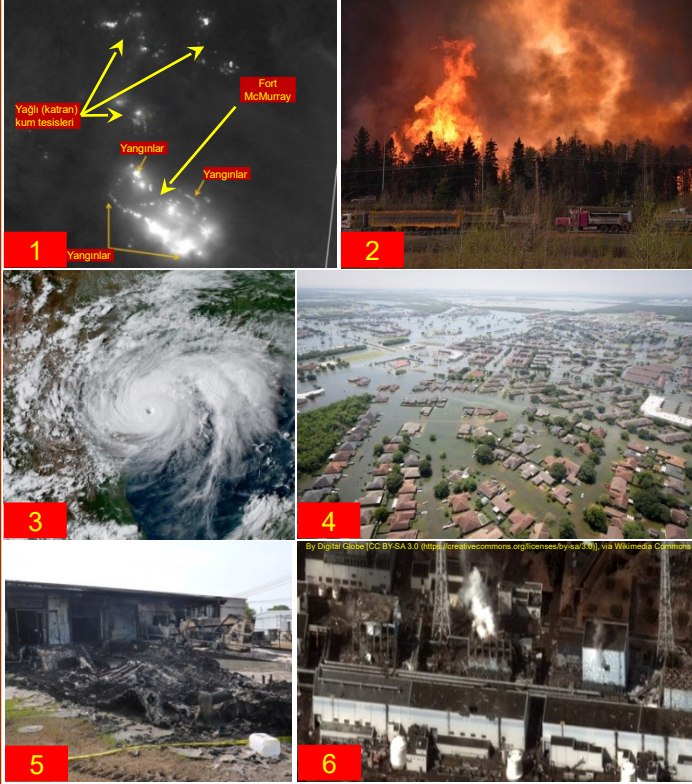 Yağlı (katran)
kum tesisleri
Fort
McMurray
Yangınlar
Yangınlar
Yangınlar
1
2
3
4
By Digital Globe [CC BY-SA 3.0 (https://creativecommons.org/licenses/by-sa/3.0)], via Wikimedia Commons
5
6